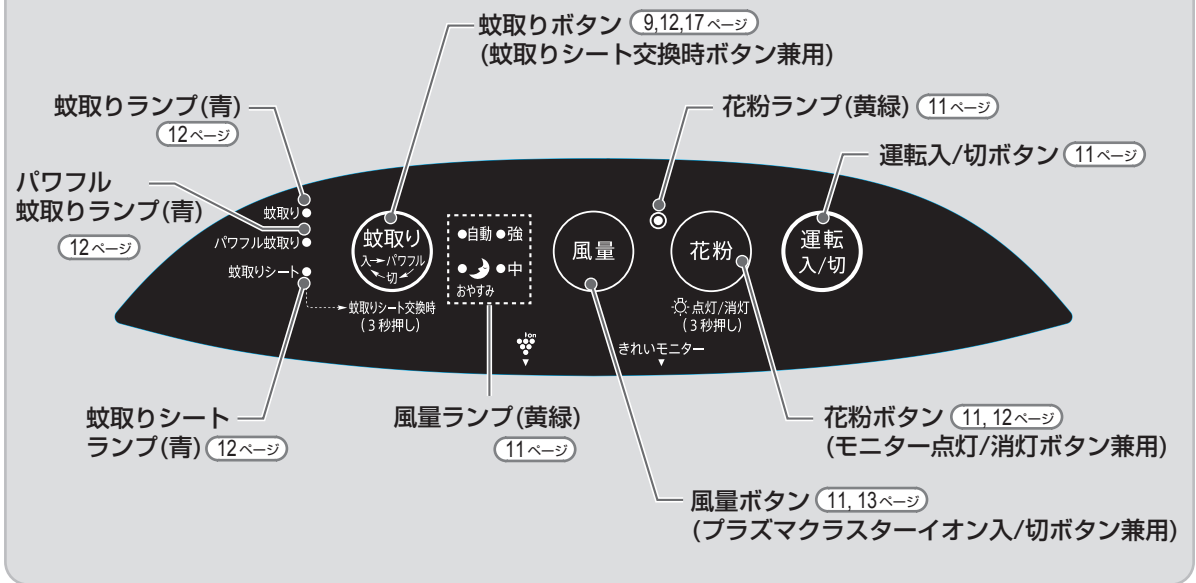 蚊取りボタン 9,12,17ページ
(蚊取りシート交換時ボタン兼用)
蚊取りランプ(青)
12ページ
花粉ランプ(黄緑) 11ページ
運転入/切ボタン 11ページ
パワフル
蚊取りランプ(青)
12ページ
蚊取り●
パワフル蚊取り●
蚊取りシート●
蚊取りシート交換時
(3秒押し)
蚊取り
入→パワフル
切
●自動 ●強
● ●中
おやすみ
Ion
風量
花粉
点灯/消灯
(3秒押し)
きれいモニター
運転
入/切
蚊取りシート
ランプ(青) 12ページ
風量ランプ(黄緑)
11ページ
花粉ボタン 11, 12ページ
(モニター点灯/消灯ボタン兼用)
風量ボタン 11, 13ページ
(プラズマクラスターイオン入/切ボタン兼用)